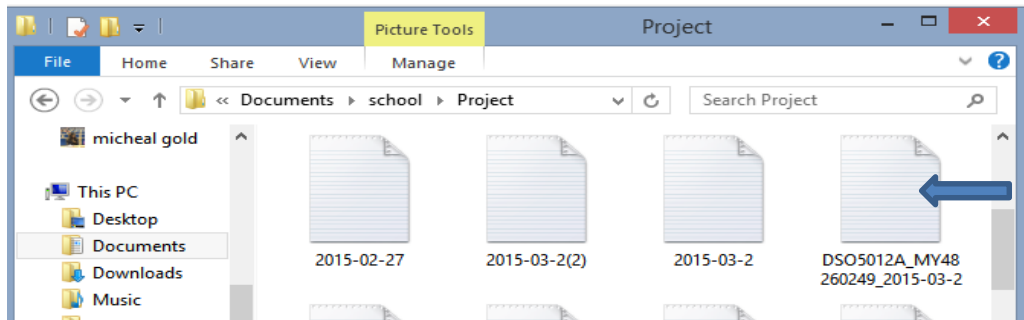 Picture Tools
Project
File
Home
Share
View
Manage
« Documents school Project
Search Project
micheal gold
This PC
Desktop
Documents
Downloads
Music
2015-02-27
2015-03-2(2)
2015-03-2
DSO5012A_MY48
260249_2015-03-2